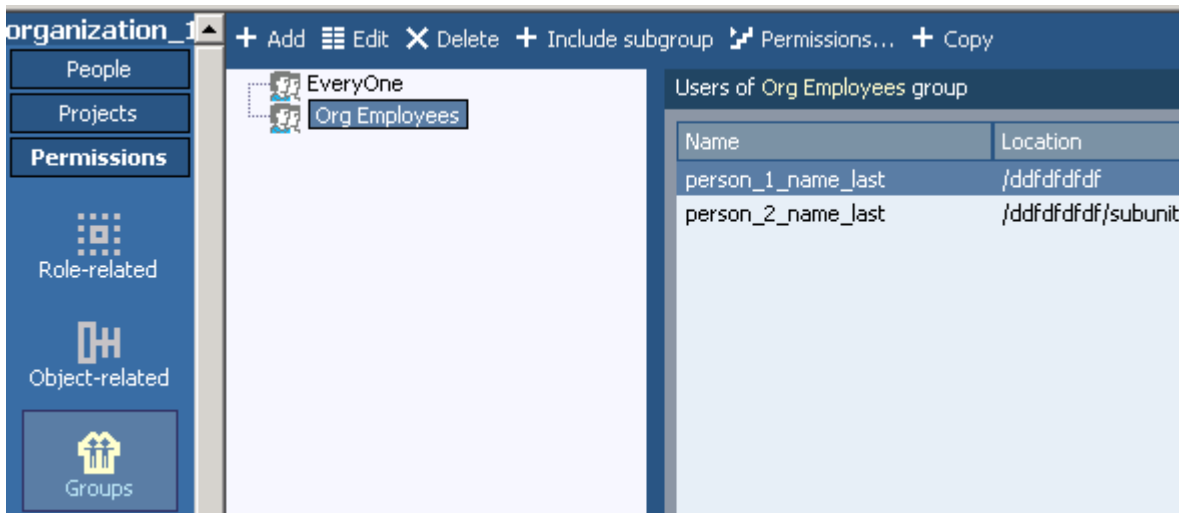 organization_1
People
Projects
Permissions
Role-related
Object-related
Groups
Add Edit Delete Include subgroup Permissions... Copy
EveryOne
Org Employees
Users of Org Employees group
Name Location
person_1_name_last /ddfdfdfdf
person_2_name_last /ddfdfdfdf/subunit